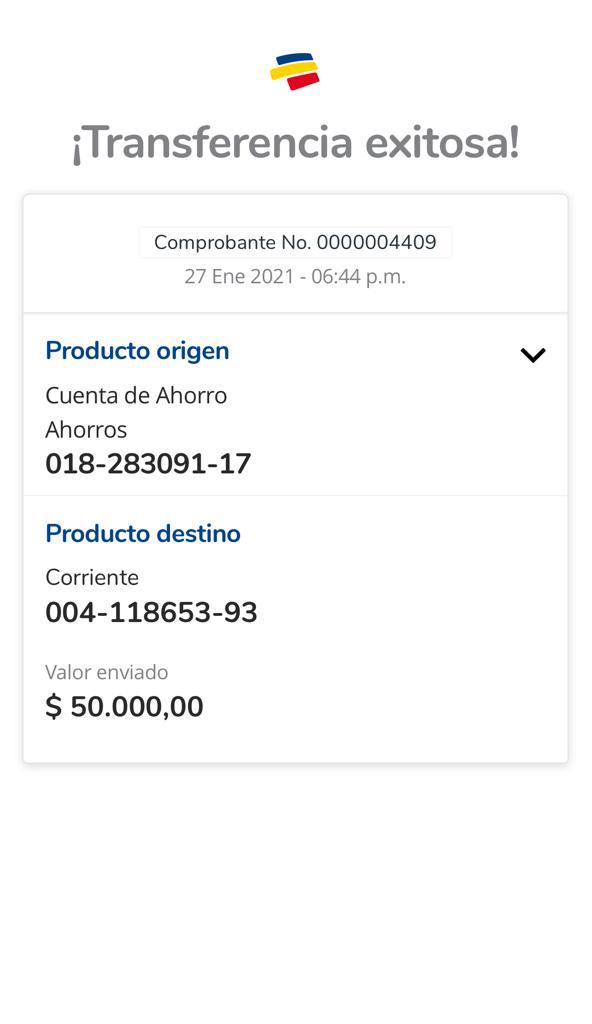 ¡Transferencia exitosa!
Comprobante No. 0000004409
27 Ene 2021 - 06:44 p.m.
Producto origen
Cuenta de Ahorro
Ahorros
018-283091-17
Producto destino
Corriente
004-118653-93
Valor enviado
$ 50.000,00